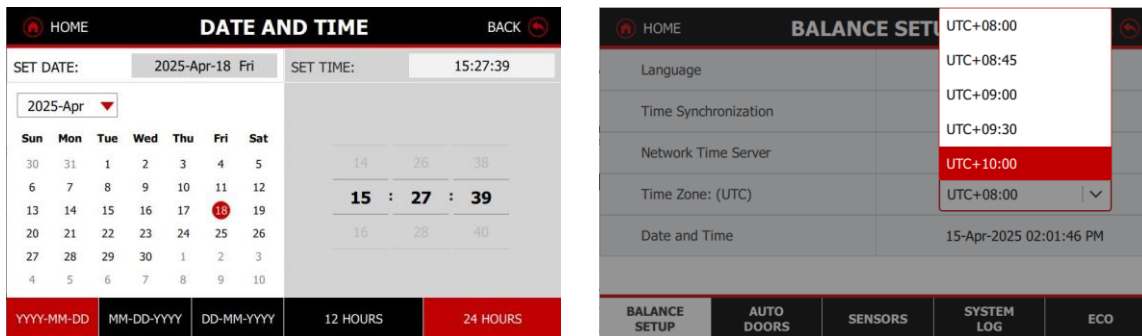 HOME DATE AND TIME BACK
SET DATE: 2025-Apr-18 Fri SET TIME: 15:27:39
2025-Apr
Sun Mon Tue Wed Thu Fri Sat
30 31 1 2 3 4 5
6 7 8 9 10 11 12
13 14 15 16 17 18 19
20 21 22 23 24 25 26
27 28 29 30 1 2 3
4 5 6 7 8 9 10
14 26 38
15 : 27 : 39
16 28 40
YYYY-MM-DD MM-DD-YYYY DD-MM-YYYY 12 HOURS 24 HOURS
HOME BALANCE SETU
Language
Time Synchronization
Network Time Server
Time Zone: (UTC) UTC+08:00
Date and Time 15-Apr-2025 02:01:46 PM
UTC+08:00
UTC+08:45
UTC+09:00
UTC+09:30
UTC+10:00
BALANCE SETUP AUTO DOORS SENSORS SYSTEM LOG ECO